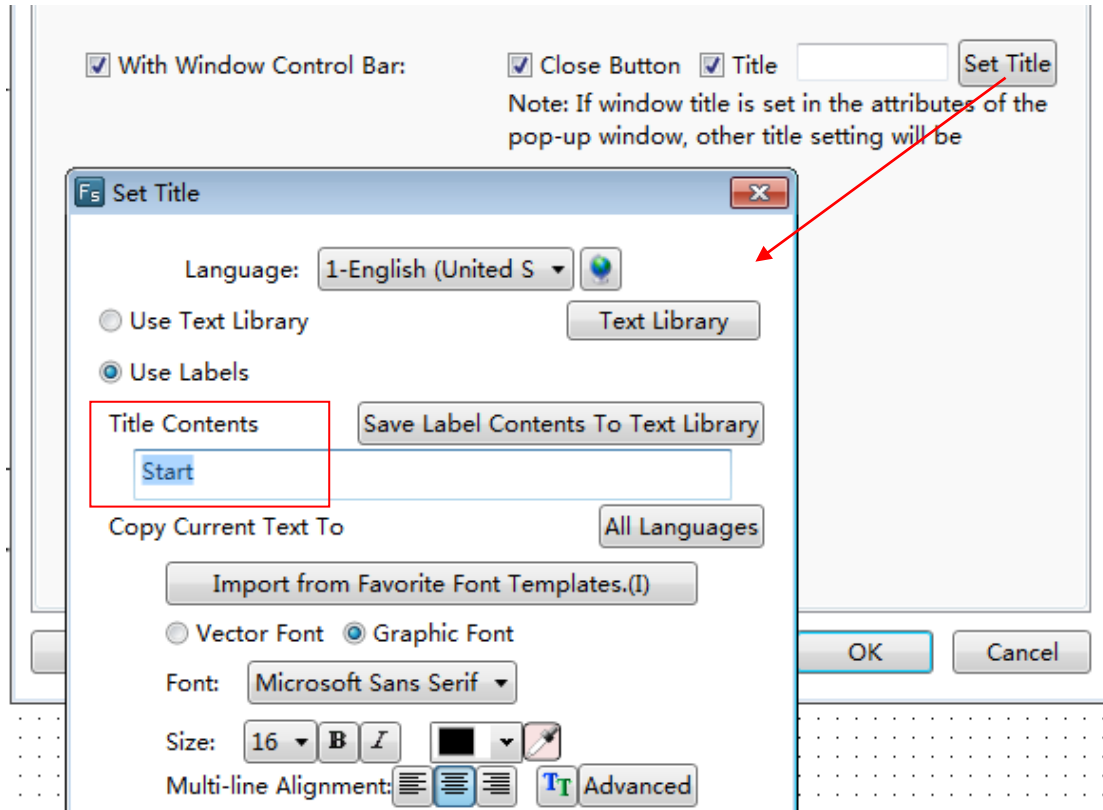 With Window Control Bar: Close Button Title Set Title
Note: If window title is set in the attributes of the
pop-up window, other title setting will be
Fs Set Title
Language: 1-English (United S
Use Text Library Text Library
Use Labels
Title Contents Save Label Contents To Text Library
Start
Copy Current Text To All Languages
Import from Favorite Font Templates.(I)
Vector Font Graphic Font
OK Cancel
Font: Microsoft Sans Serif
Size: 16 B I
Multi-line Alignment: TT Advanced